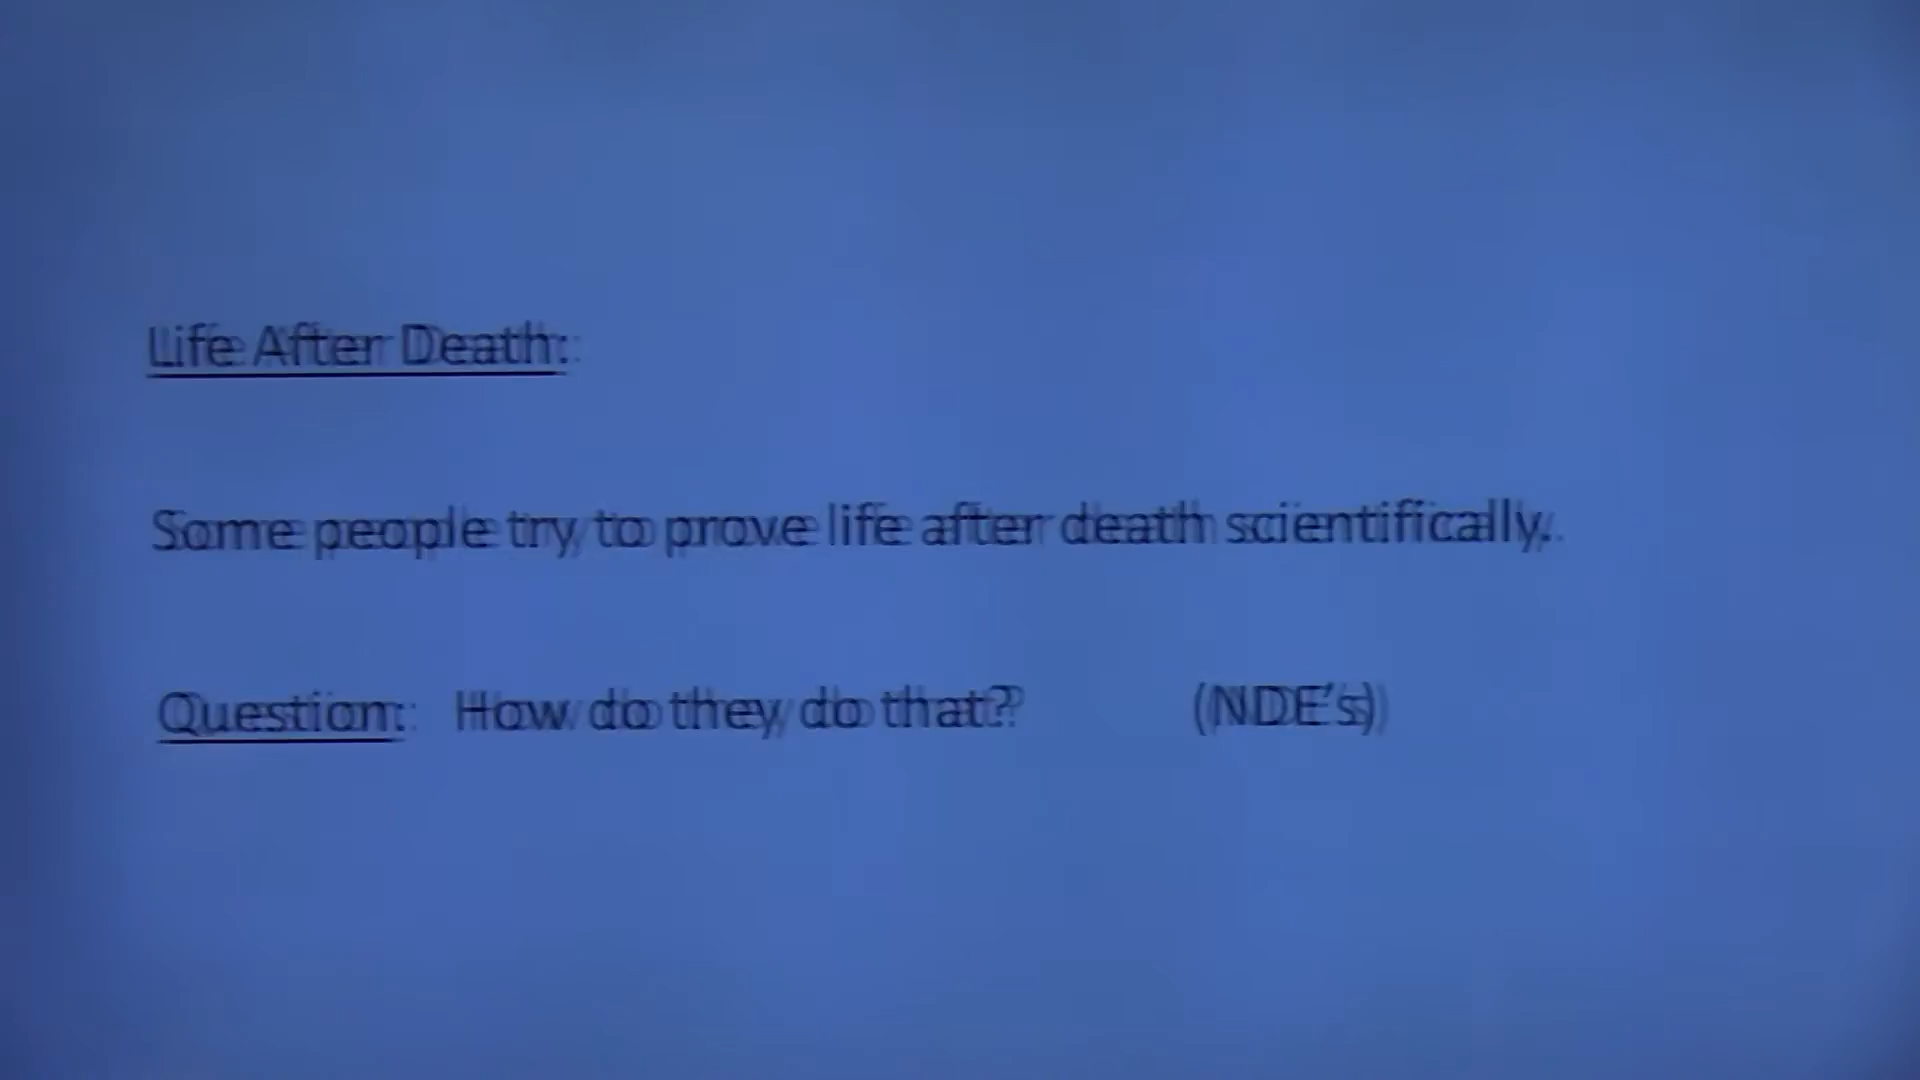 Life After Death:
Some people try to prove life after death scientifically.
Question: How do they do that? (NDE's)